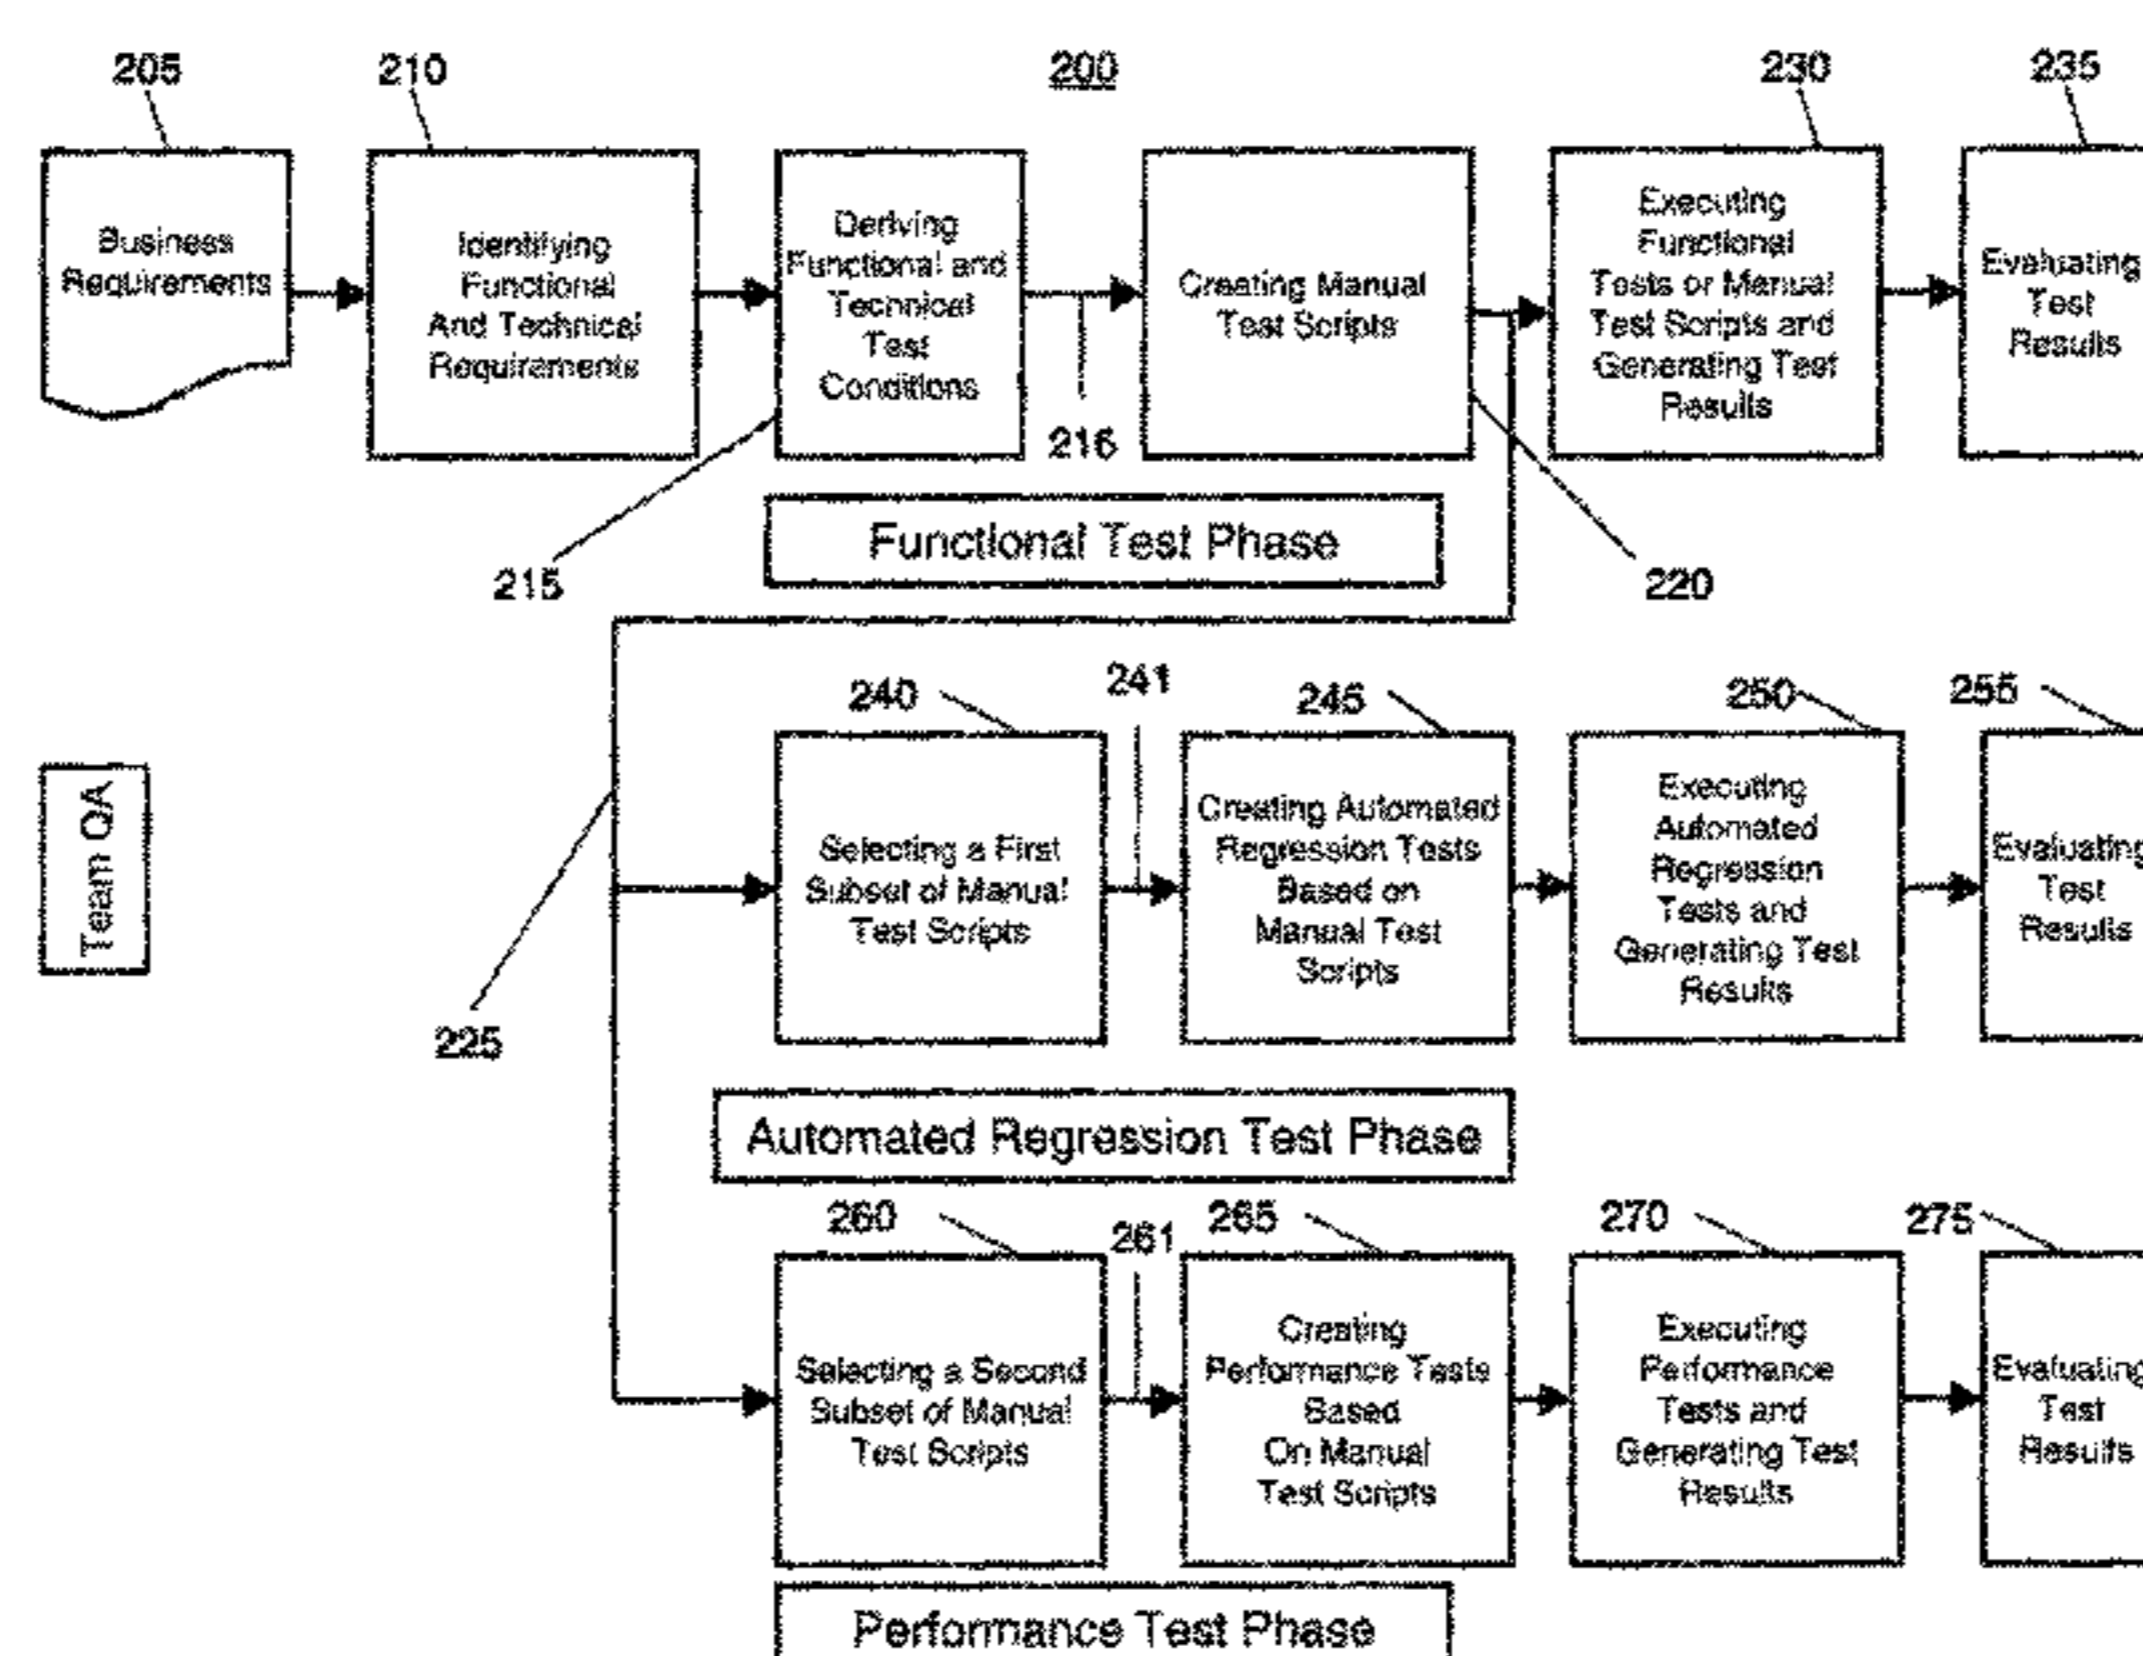 205
210
200
230
235
Business
Requirements
Identifying
Functional
And Technical
Requirements
Deriving
Functional and
Technical
Test
Conditions
216
Creating Manual
Test Scripts
Executing
Functional
Tests or Manual
Test Scripts and
Generating Test
Results
Evaluating
Test
Results
215
Functional Test Phase
220
Team QA
225
240
241
245
250
255
Selecting a First
Subset of Manual
Test Scripts
Creating Automated
Regression Tests
Based on
Manual Test
Scripts
Executing
Automated
Regression
Tests and
Generating Test
Results
Evaluating
Test
Results
Automated Regression Test Phase
260
261
265
270
275
Selecting a Second
Subset of Manual
Test Scripts
Creating
Performance Tests
Based
On Manual
Test Scripts
Executing
Performance
Tests and
Generating Test
Results
Evaluating
Test
Results
Performance Test Phase